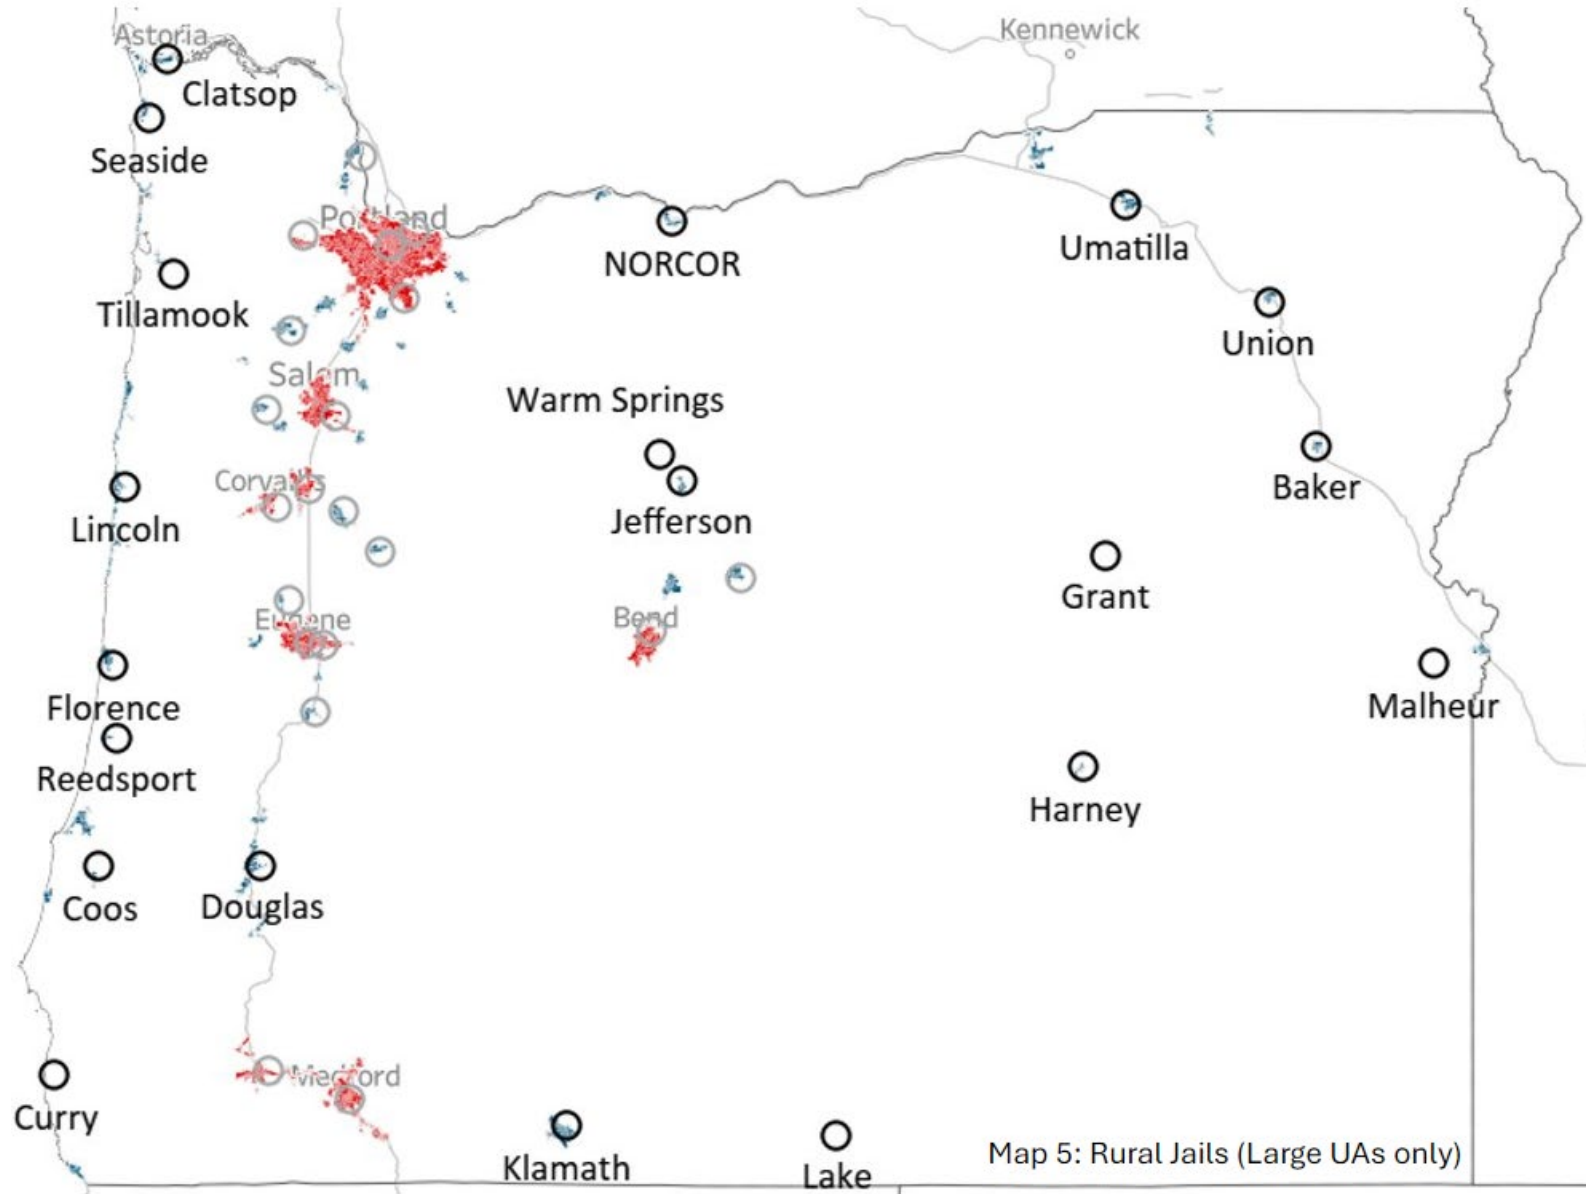 Kennewick
Astoria
Clatsop
Seaside
Portland
Umatilla
NORCOR
Tillamook
Union
Salem
Warm Springs
Corvallis
Baker
Jefferson
Lincoln
Grant
Eugene
Bend
Florence
Malheur
Reedsport
Harney
Coos
Douglas
Medford
Curry
Map 5: Rural Jails (Large UAs only)
Klamath
Lake